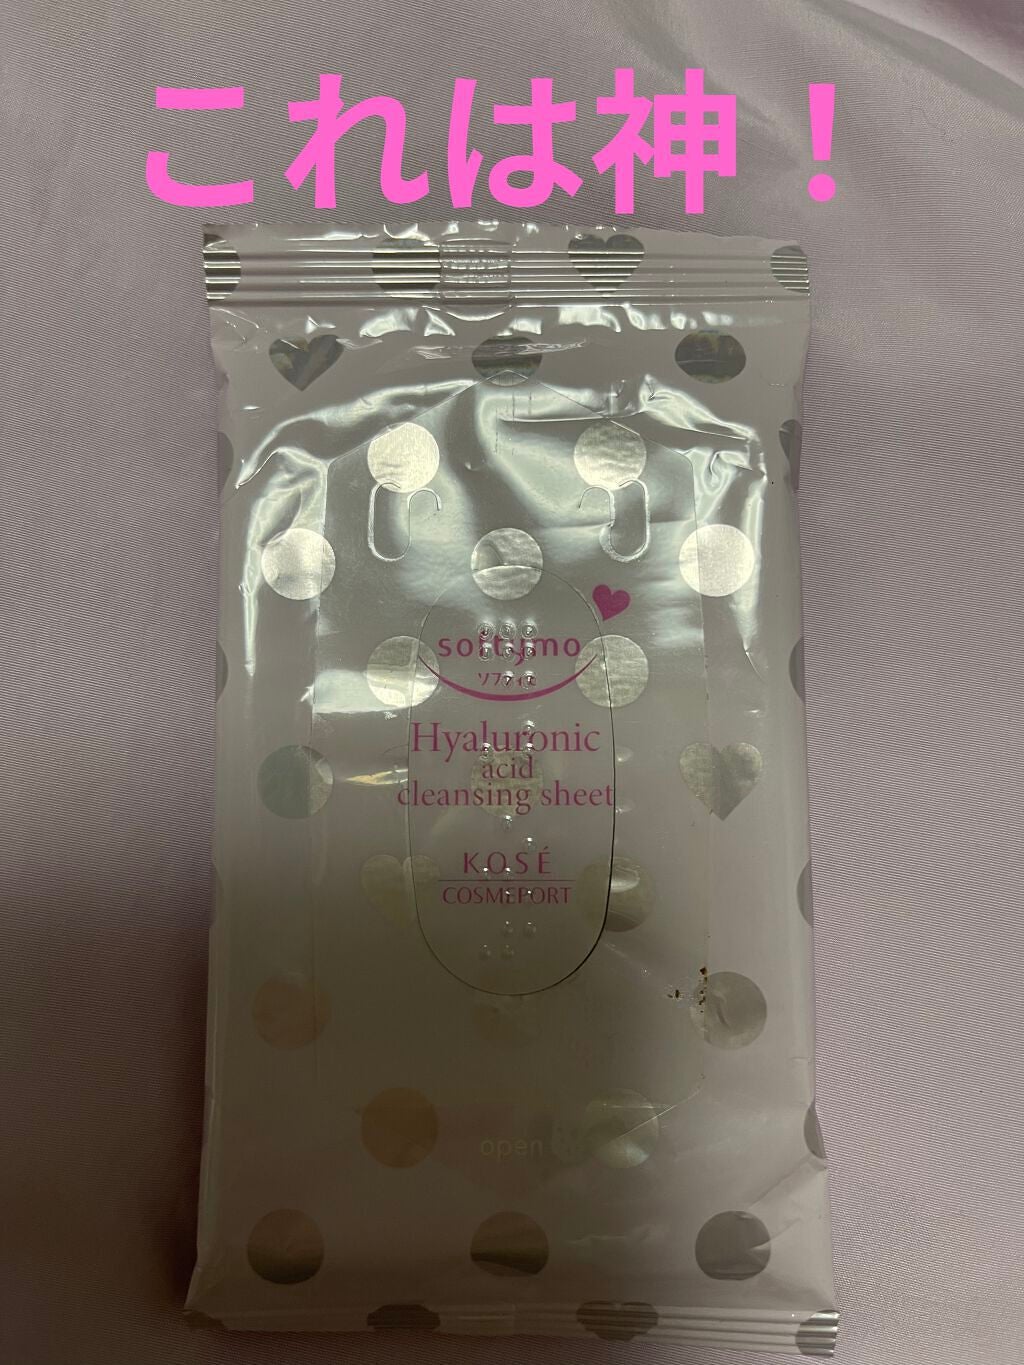 これは神！
softymo
ソフティモ
Hyaluronic
acid
cleansing sheet
KOSÉ
COSMEPORT
open